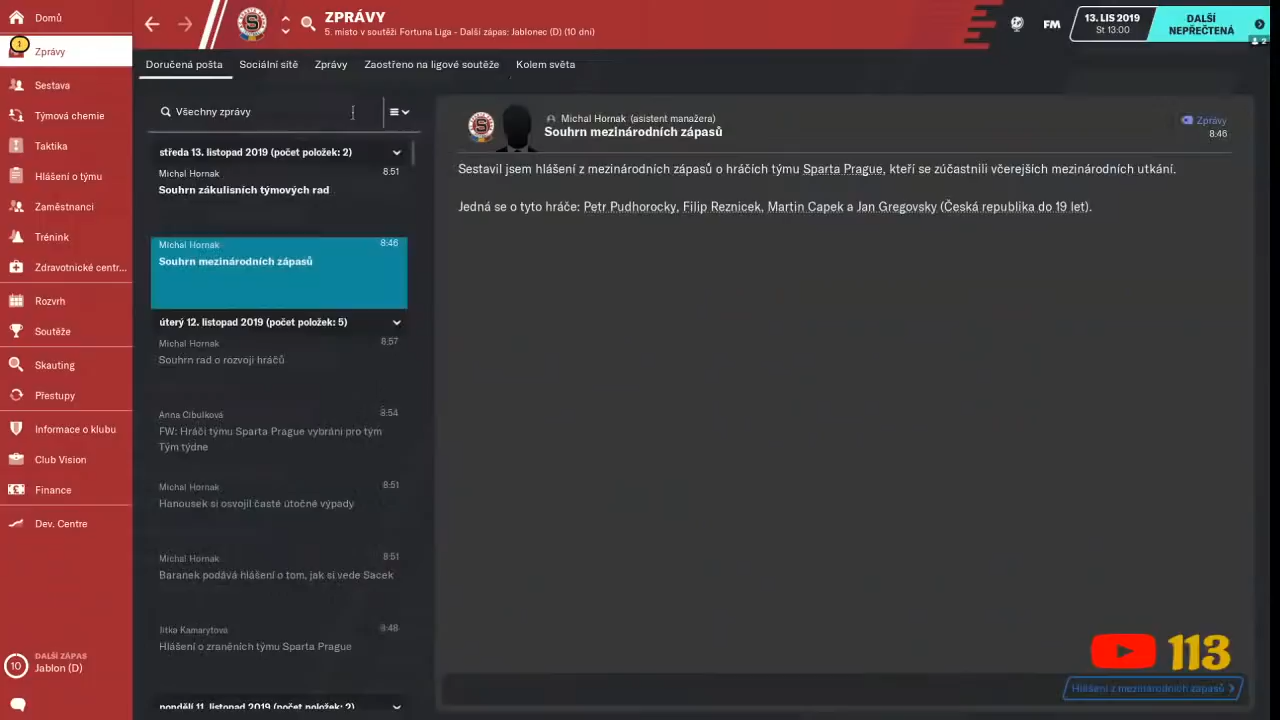 Domů
1
Zprávy
Sestava
Týmová chemie
Taktika
Hlášení o týmu
Zaměstnanci
Trénink
Zdravotnické centr...
Rozvrh
Soutěže
Skauting
Přestupy
Informace o klubu
Club Vision
Finance
Dev. Centre
10
DALŠÍ ZÁPAS
Jablon (D)
ZPRÁVY
5. místo v soutěži Fortuna Liga - Další zápas: Jablonec (D) (10 dní)
FM
13. LIS 2019
St 13:00
DALŠÍ
NEPŘEČTENÁ
2
Doručená pošta
Sociální sítě
Zprávy
Zaostřeno na ligové soutěže
Kolem světa
Všechny zprávy
středa 13. listopad 2019 (počet položek: 2)
Michal Hornak 8:51
Souhrn zákulisních týmových rad
Michal Hornak 8:46
Souhrn mezinárodních zápasů
úterý 12. listopad 2019 (počet položek: 5)
Michal Hornak 8:57
Souhrn rad o rozvoji hráčů
Anna Cibulková 8:54
FW: Hráči týmu Sparta Prague vybráni pro tým
Tým týdne
Michal Hornak 8:51
Hanousek si osvojil časté útočné výpady
Michal Hornak 8:51
Baranek podává hlášení o tom, jak si vede Sacek
Jitka Kamarytová 8:48
Hlášení o zraněních týmu Sparta Prague
pondělí 11. listopad 2019 (počet položek: 2)
Michal Hornak (asistent manažera)
Souhrn mezinárodních zápasů
Zprávy
8:46
Sestavil jsem hlášení z mezinárodních zápasů o hráčích týmu Sparta Prague, kteří se zúčastnili včerejších mezinárodních utkání.
Jedná se o tyto hráče: Petr Pudhorocky, Filip Reznicek, Martin Capek a Jan Gregovsky (Česká republika do 19 let).
113
Hlášení z mezinárodních zápasů